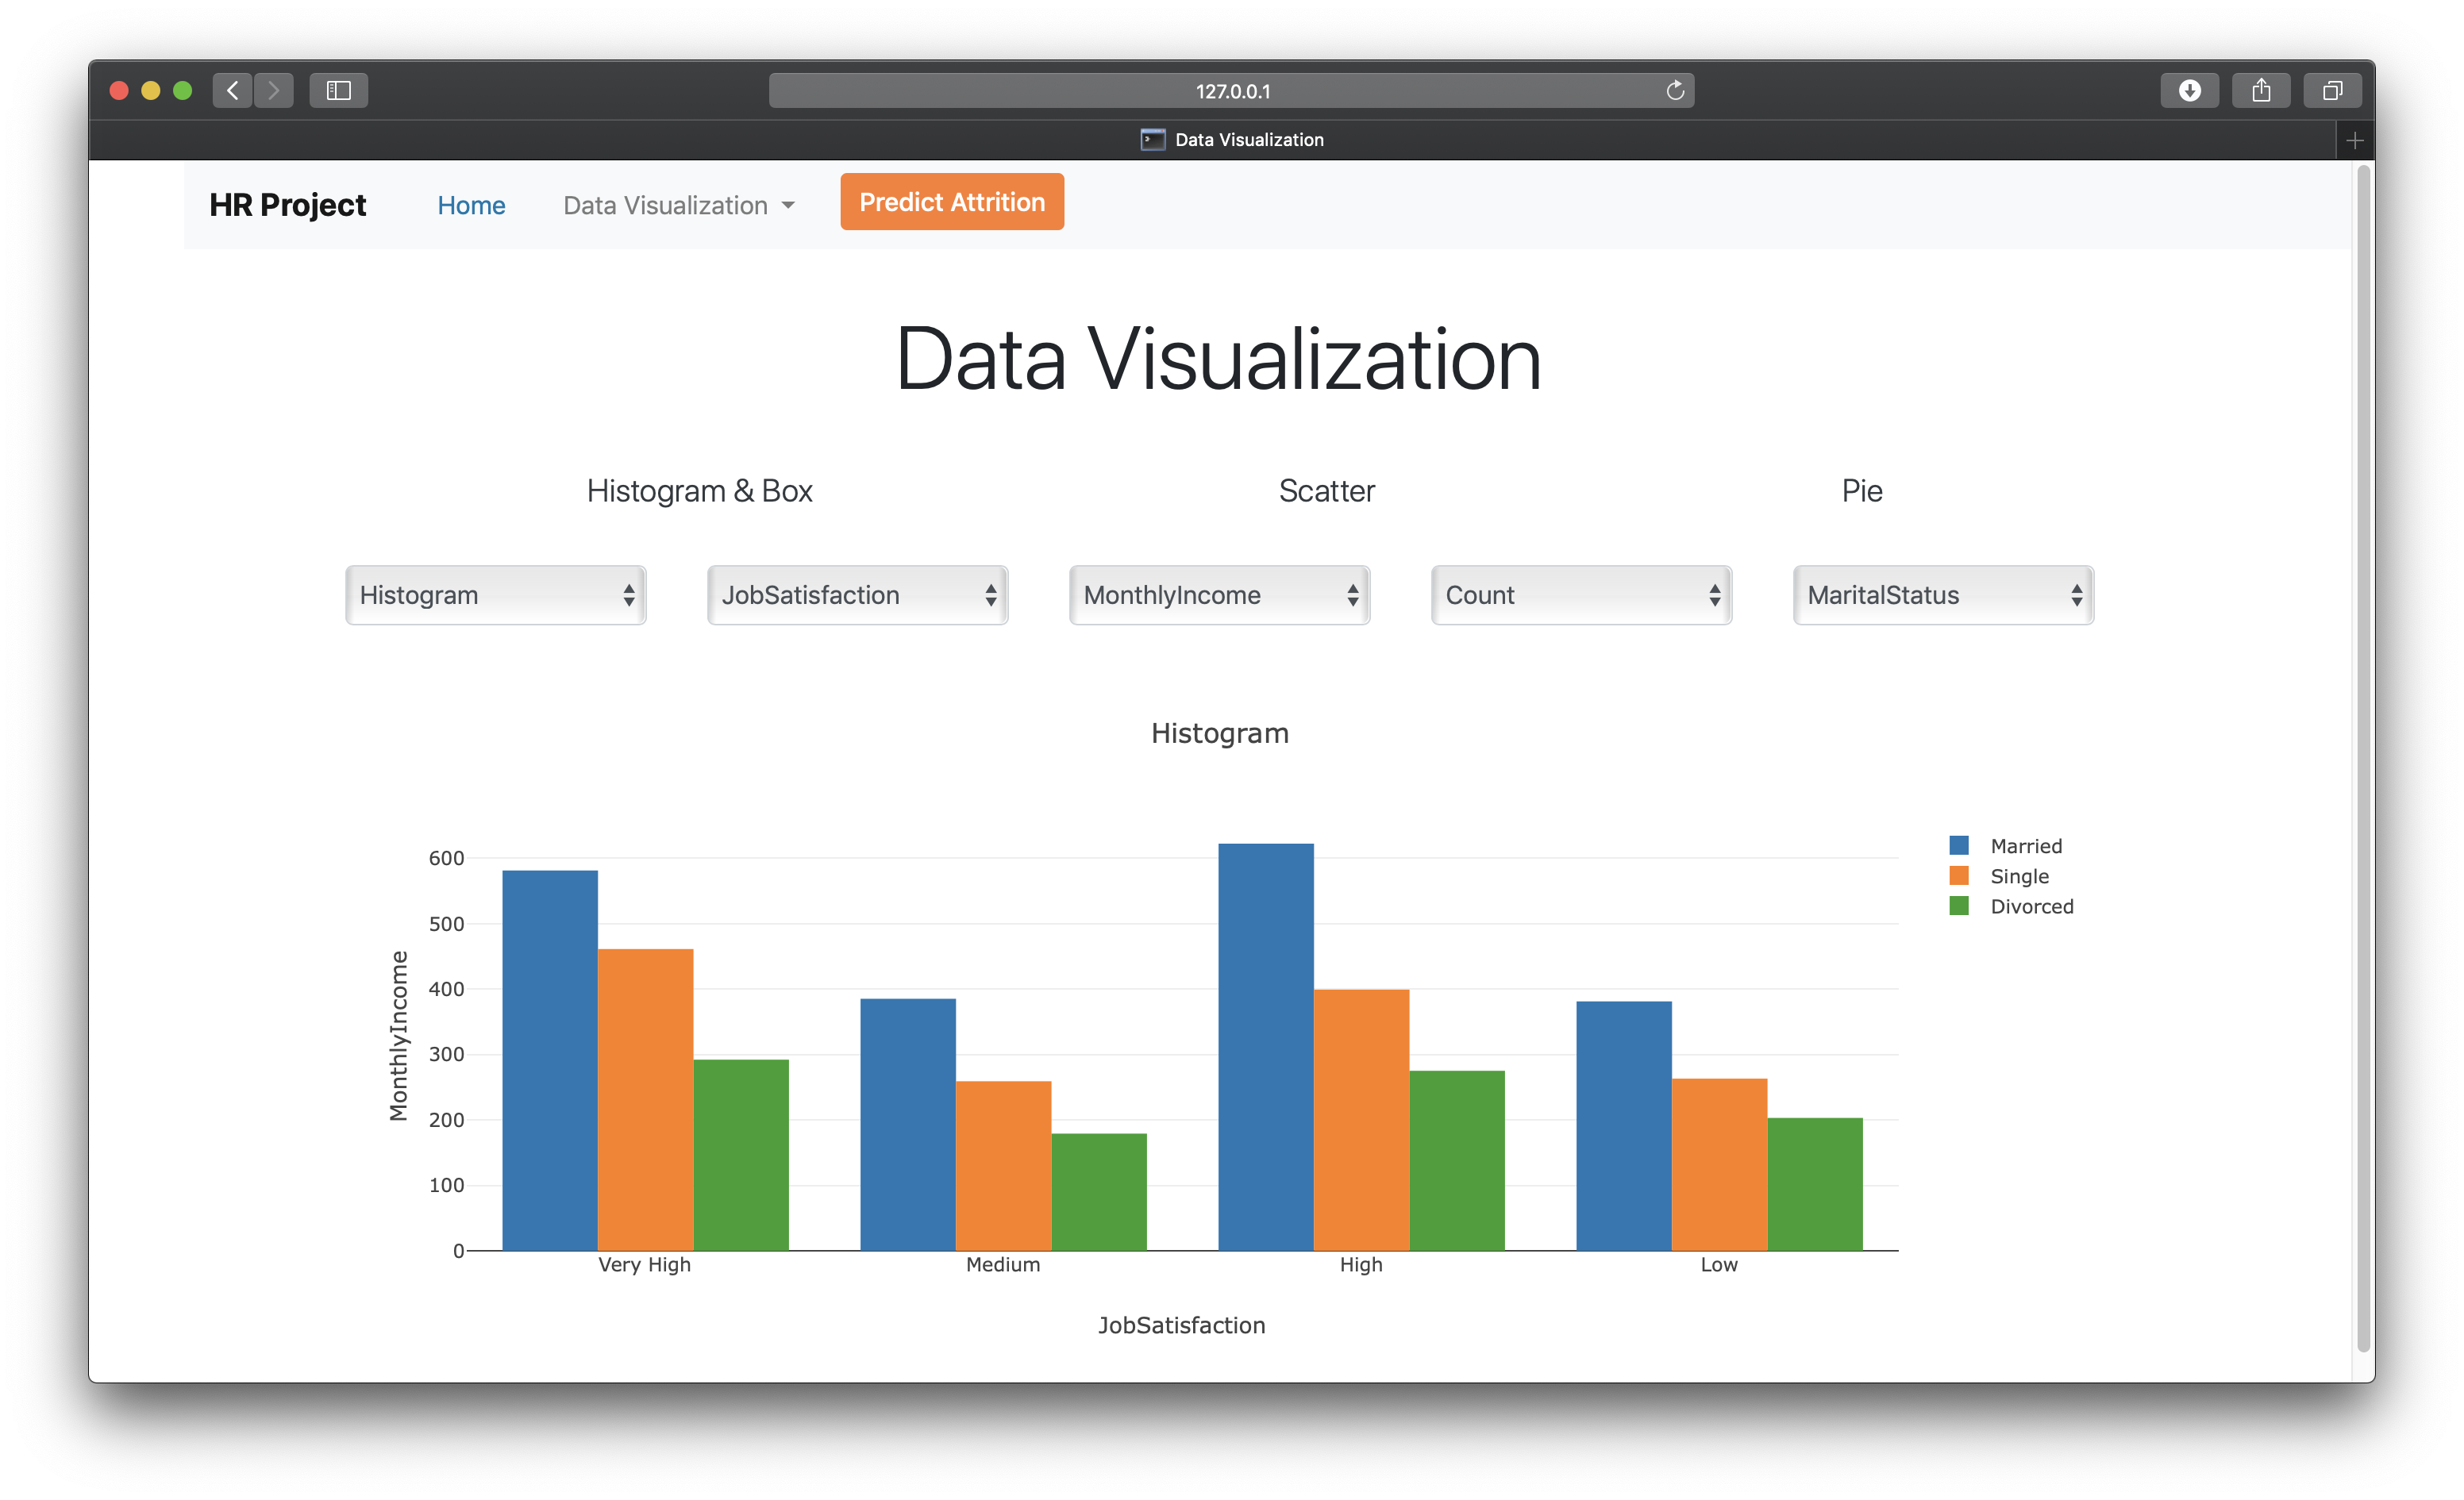 127.0.0.1
Data Visualization
HR Project Home Data Visualization Predict Attrition
Data Visualization
Histogram & Box Scatter Pie
Histogram JobSatisfaction MonthlyIncome Count MaritalStatus
Histogram
Married
Single
Divorced
MonthlyIncome
600
500
400
300
200
100
0
Very High Medium High Low
JobSatisfaction